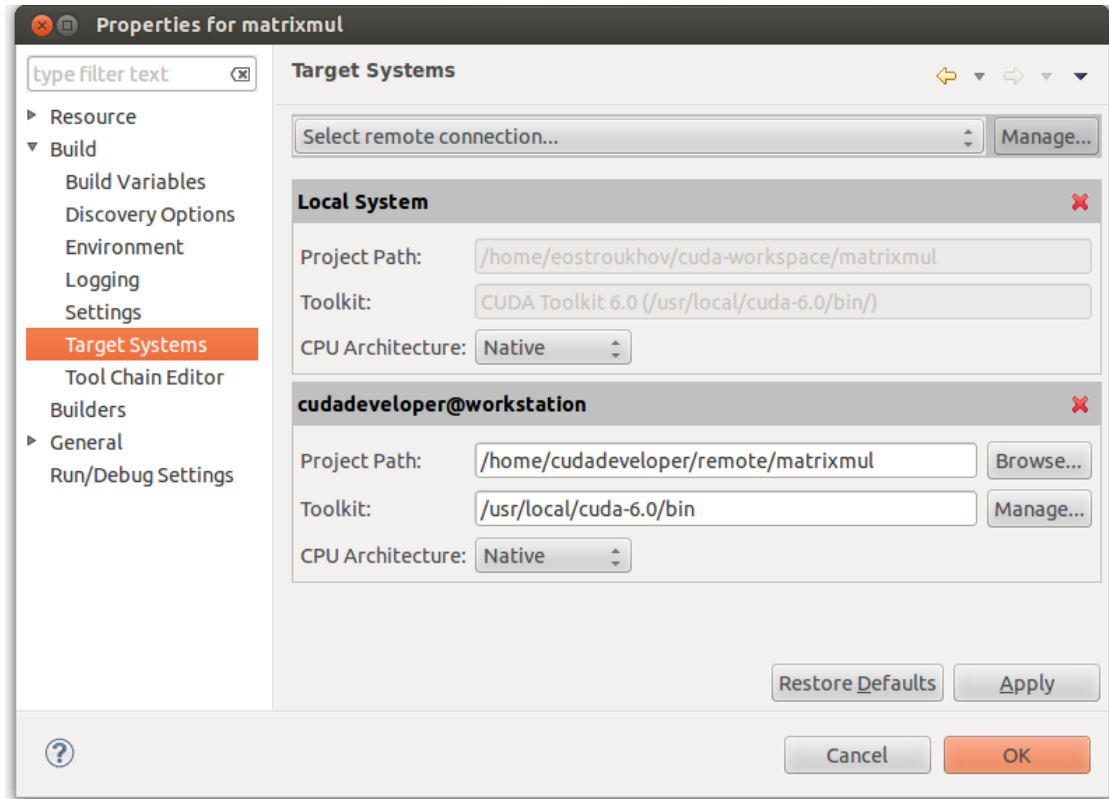 Properties for matrixmul
type filter text
Resource
Build
Build Variables
Discovery Options
Environment
Logging
Settings
Target Systems
Tool Chain Editor
Builders
General
Run/Debug Settings
Target Systems
Select remote connection...
Manage...
Local System
Project Path: /home/eostroukhov/cuda-workspace/matrixmul
Toolkit: CUDA Toolkit 6.0 (/usr/local/cuda-6.0/bin/)
CPU Architecture: Native
cudadeveloper@workstation
Project Path: /home/cudadeveloper/remote/matrixmul Browse...
Toolkit: /usr/local/cuda-6.0/bin Manage...
CPU Architecture: Native
Restore Defaults Apply
? Cancel OK